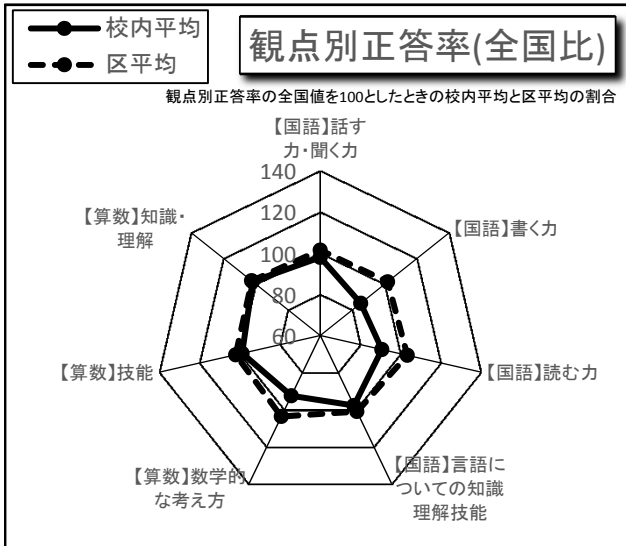 校内平均
区平均
観点別正答率(全国比)
観点別正答率の全国値を100としたときの校内平均と区平均の割合
【国語】話す
力・聞く力
140
120
100
80
60
【国語】書く力
【国語】読む力
【国語】言語に
ついての知識
理解技能
【算数】数学的
な考え方
【算数】技能
【算数】知識・
理解